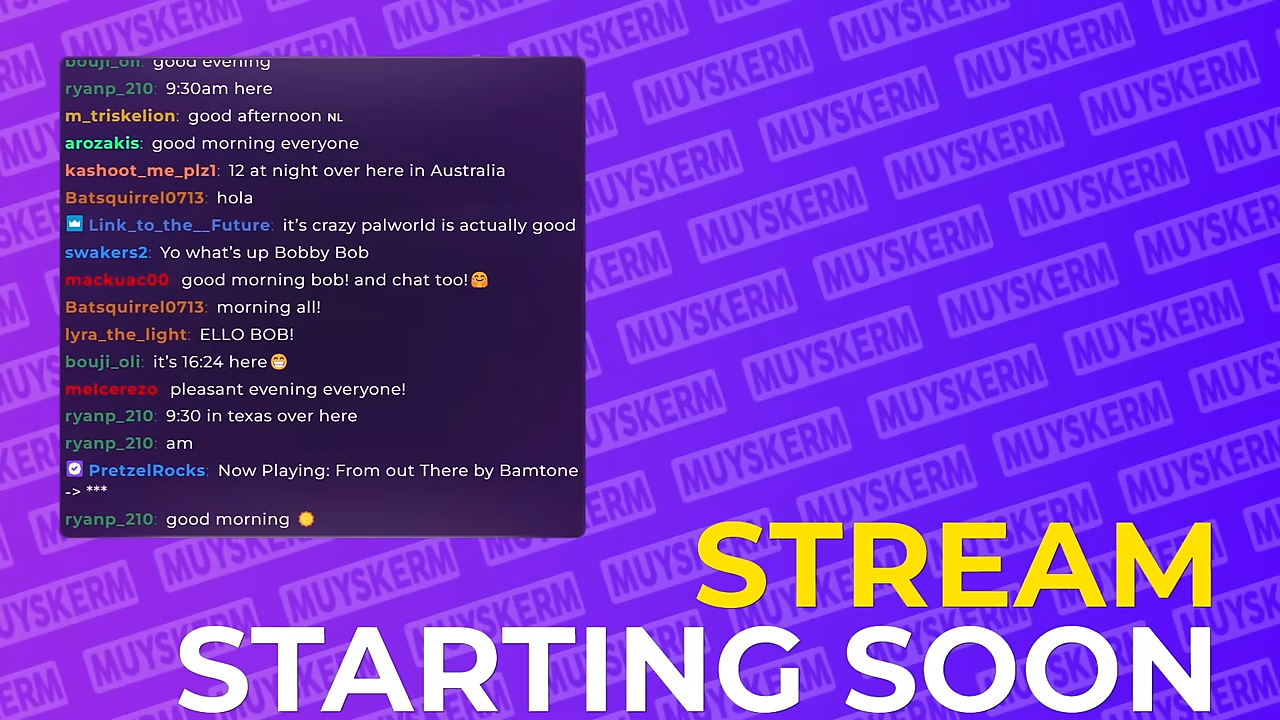 bouji_oli: good evening
ryanp_210: 9:30am here
m_triskelion: good afternoon NL
arozakis: good morning everyone
kashoot_me_plz1: 12 at night over here in Australia
Batsquirrel0713: hola
Link_to_the__Future: it's crazy palworld is actually good
swakers2: Yo what's up Bobby Bob
mackuac00 good morning bob! and chat too!🤗
Batsquirrel0713: morning all!
lyra_the_light: ELLO BOB!
bouji_oli: it's 16:24 here😁
melcerezo pleasant evening everyone!
ryanp_210: 9:30 in texas over here
ryanp_210: am
PretzelRocks: Now Playing: From out There by Bamtone
-> ***
ryanp_210: good morning ☀️
STREAM
STARTING SOON
MUYSKERM